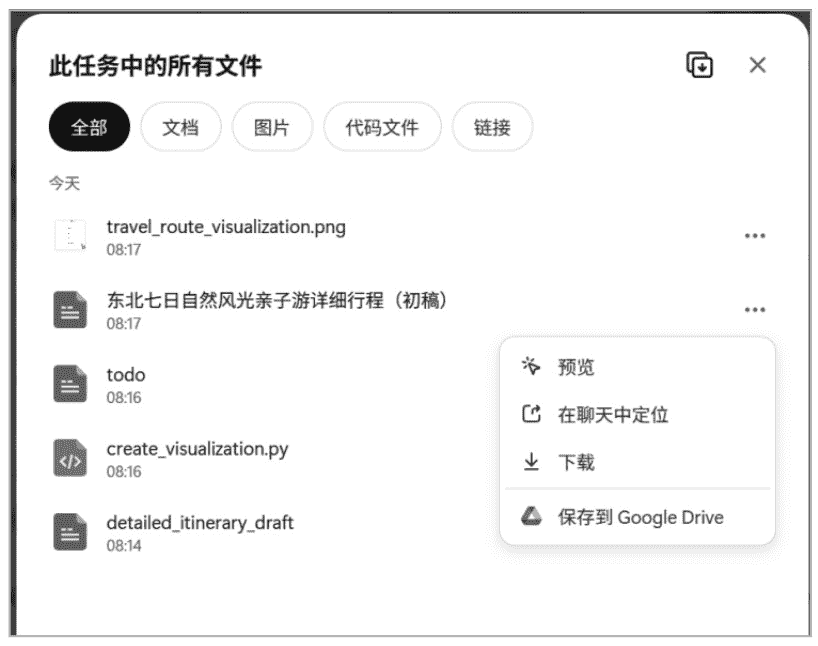 此任务中的所有文件
全部
文档
图片
代码文件
链接
今天
travel_route_visualization.png
08:17
东北七日自然风光亲子游详细行程（初稿）
08:17
todo
08:16
create_visualization.py
08:16
detailed_itinerary_draft
08:14
预览
在聊天中定位
下载
保存到 Google Drive